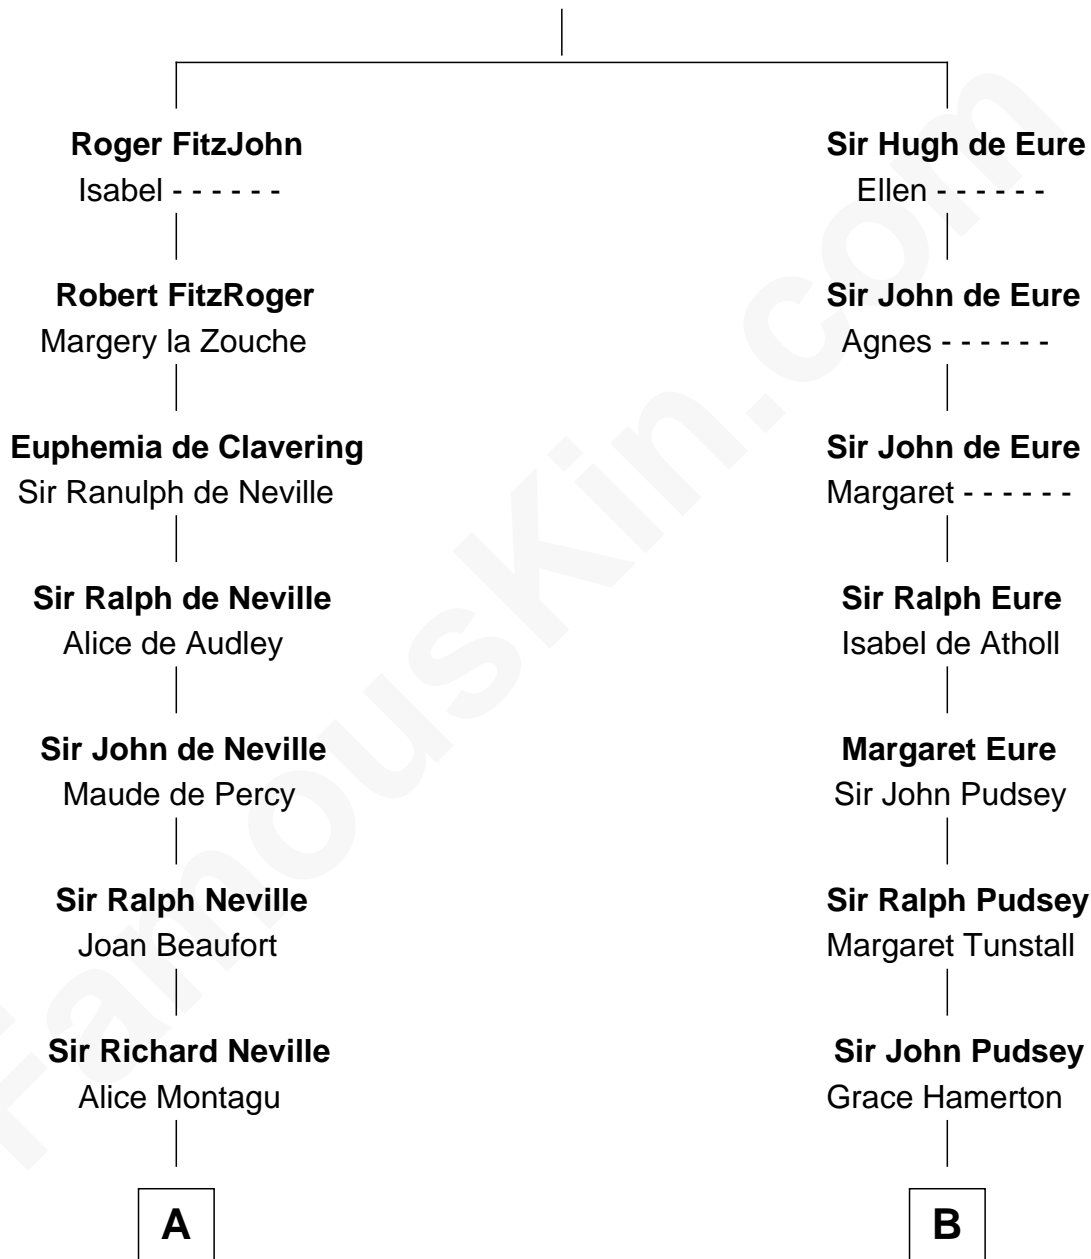 Roger FitzJohn
Isabel - - - - - -
Robert FitzRoger
Margery la Zouche
Euphemia de Clavering
Sir Ranulph de Neville
Sir Ralph de Neville
Alice de Audley
Sir John de Neville
Maude de Percy
Sir Ralph Neville
Joan Beaufort
Sir Richard Neville
Alice Montagu
A
Sir Hugh de Eure
Ellen - - - - - -
Sir John de Eure
Agnes - - - - - -
Sir John de Eure
Margaret - - - - - -
Sir Ralph Eure
Isabel de Atholl
Margaret Eure
Sir John Pudsey
Sir Ralph Pudsey
Margaret Tunstall
Sir John Pudsey
Grace Hamerton
B
FamousKin.com